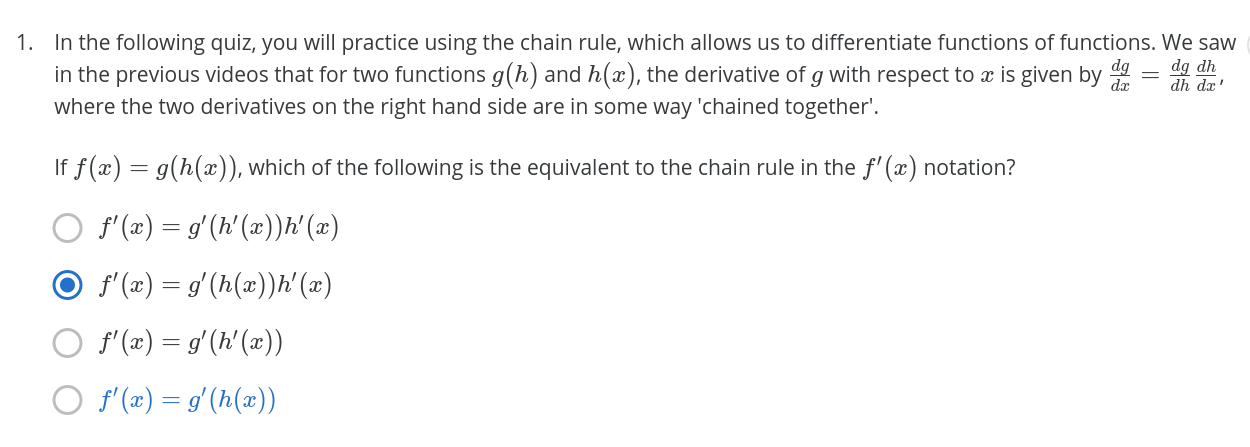 1. In the following quiz, you will practice using the chain rule, which allows us to differentiate functions of functions. We saw
in the previous videos that for two functions g(h) and h(x), the derivative of g with respect to x is given by dg/dx = dg/dh dh/dx,
where the two derivatives on the right hand side are in some way 'chained together'.
If f(x) = g(h(x)), which of the following is the equivalent to the chain rule in the f′(x) notation?
f′(x) = g′(h′(x))h′(x)
f′(x) = g′(h(x))h′(x)
f′(x) = g′(h′(x))
f′(x) = g′(h(x))